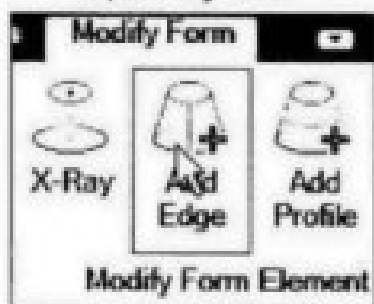 Modify Form
X-Ray
Add Edge
Add Profile
Modify Form Element